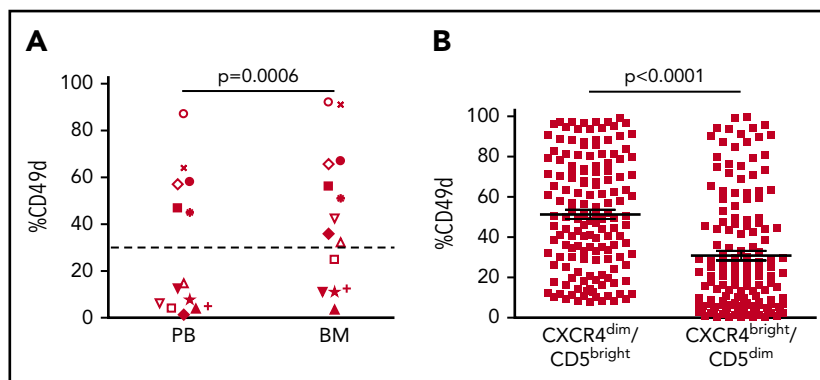 A
p=0.0006
%CD49d
100
80
60
40
20
0
PB
BM
B
p<0.0001
%CD49d
100
80
60
40
20
0
CXCR4dim/
CD5bright
CXCR4bright/
CD5dim